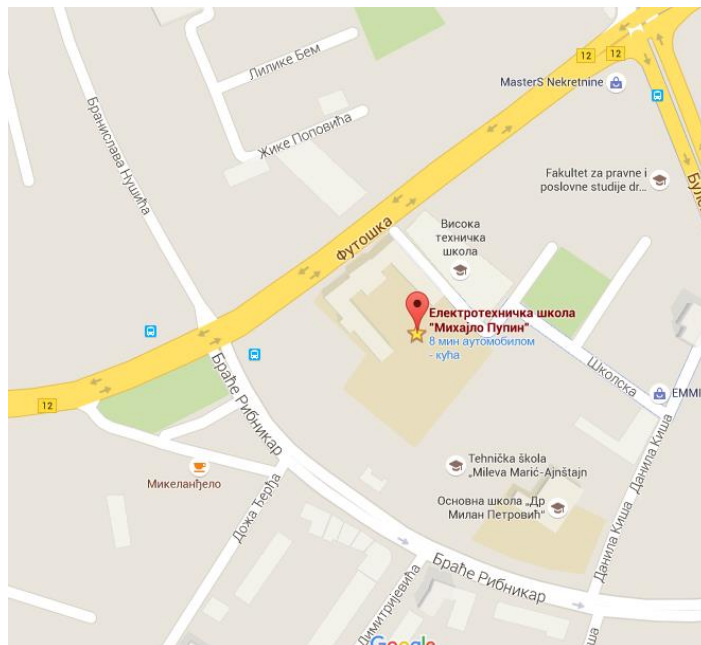 12
12
Лилике Бем
MasterS Nekretnine
Бранислава Нушића
Жике Поповића
Fakultet za pravne i
poslovne studije dr...
Футошка
Висока
техничка
школа
Електротехничка школа
"Михајло Пупин"
8 мин аутомобилом
- кућа
Браће Рибникар
Школска
12
EMMI
Микеланђело
Tehnička škola
„Mileva Marić-Ajnštajn
Данила Киша
Дожа Ђерђа
Основна школа „Др
Милан Петровић“
Браће Рибникар
Данила Киша
Димитријевића
Google